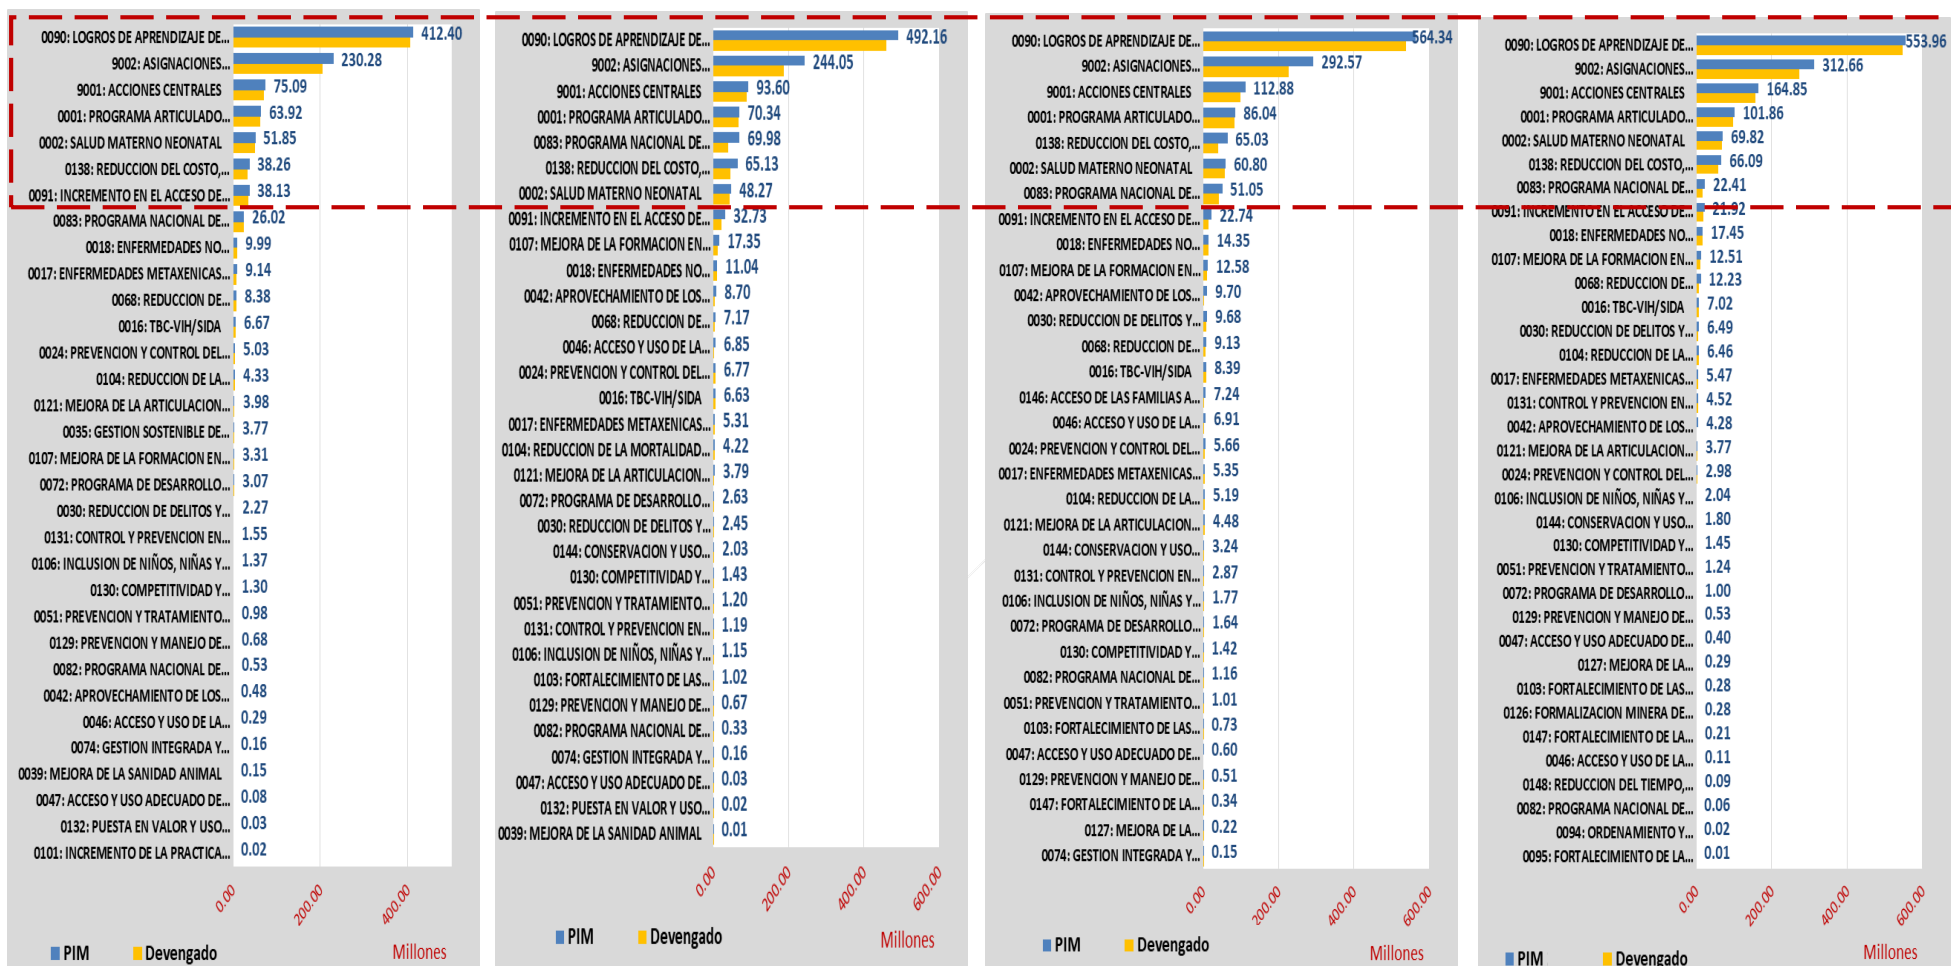 0090: LOGROS DE APRENDIZAJE DE... 412.40
9002: ASIGNACIONES... 230.28
9001: ACCIONES CENTRALES 75.09
0001: PROGRAMA ARTICULADO... 63.92
0002: SALUD MATERNO NEONATAL 51.85
0138: REDUCCION DEL COSTO,... 38.26
0091: INCREMENTO EN EL ACCESO DE... 38.13
0083: PROGRAMA NACIONAL DE... 26.02
0018: ENFERMEDADES NO... 9.99
0017: ENFERMEDADES METAXENICAS... 9.14
0068: REDUCCION DE... 8.38
0016: TBC-VIH/SIDA 6.67
0024: PREVENCION Y CONTROL DEL... 5.03
0104: REDUCCION DE LA... 4.33
0121: MEJORA DE LA ARTICULACION... 3.98
0035: GESTION SOSTENIBLE DE... 3.77
0107: MEJORA DE LA FORMACION EN... 3.31
0072: PROGRAMA DE DESARROLLO... 3.07
0030: REDUCCION DE DELITOS Y... 2.27
0131: CONTROL Y PREVENCION EN... 1.55
0106: INCLUSION DE NIÑOS, NIÑAS Y... 1.37
0130: COMPETITIVIDAD Y... 1.30
0051: PREVENCION Y TRATAMIENTO... 0.98
0129: PREVENCION Y MANEJO DE... 0.68
0082: PROGRAMA NACIONAL DE... 0.53
0042: APROVECHAMIENTO DE LOS... 0.48
0046: ACCESO Y USO DE LA... 0.29
0074: GESTION INTEGRADA Y... 0.16
0039: MEJORA DE LA SANIDAD ANIMAL 0.15
0047: ACCESO Y USO ADECUADO DE... 0.08
0132: PUESTA EN VALOR Y USO... 0.03
0101: INCREMENTO DE LA PRACTICA... 0.02
0.00 200.00 400.00
PIM Devengado Millones
0090: LOGROS DE APRENDIZAJE DE... 492.16
9002: ASIGNACIONES... 244.05
9001: ACCIONES CENTRALES 93.60
0001: PROGRAMA ARTICULADO... 70.34
0083: PROGRAMA NACIONAL DE... 69.98
0138: REDUCCION DEL COSTO,... 65.13
0002: SALUD MATERNO NEONATAL 48.27
0091: INCREMENTO EN EL ACCESO DE... 32.73
0107: MEJORA DE LA FORMACION EN... 17.35
0018: ENFERMEDADES NO... 11.04
0042: APROVECHAMIENTO DE LOS... 8.70
0068: REDUCCION DE... 7.17
0046: ACCESO Y USO DE LA... 6.85
0024: PREVENCION Y CONTROL DEL... 6.77
0016: TBC-VIH/SIDA 6.63
0017: ENFERMEDADES METAXENICAS... 5.31
0104: REDUCCION DE LA MORTALIDAD... 4.22
0121: MEJORA DE LA ARTICULACION... 3.79
0072: PROGRAMA DE DESARROLLO... 2.63
0030: REDUCCION DE DELITOS Y... 2.45
0144: CONSERVACION Y USO... 2.03
0130: COMPETITIVIDAD Y... 1.43
0051: PREVENCION Y TRATAMIENTO... 1.20
0131: CONTROL Y PREVENCION EN... 1.19
0106: INCLUSION DE NIÑOS, NIÑAS Y... 1.15
0103: FORTALECIMIENTO DE LAS... 1.02
0129: PREVENCION Y MANEJO DE... 0.67
0082: PROGRAMA NACIONAL DE... 0.33
0074: GESTION INTEGRADA Y... 0.16
0047: ACCESO Y USO ADECUADO DE... 0.03
0132: PUESTA EN VALOR Y USO... 0.02
0039: MEJORA DE LA SANIDAD ANIMAL 0.01
0.00 200.00 400.00 600.00
PIM Devengado Millones
0090: LOGROS DE APRENDIZAJE DE... 564.34
9002: ASIGNACIONES... 292.57
9001: ACCIONES CENTRALES 112.88
0001: PROGRAMA ARTICULADO... 86.04
0138: REDUCCION DEL COSTO,... 65.03
0002: SALUD MATERNO NEONATAL 60.80
0083: PROGRAMA NACIONAL DE... 51.05
0091: INCREMENTO EN EL ACCESO DE... 22.74
0018: ENFERMEDADES NO... 14.35
0107: MEJORA DE LA FORMACION EN... 12.58
0042: APROVECHAMIENTO DE LOS... 9.70
0030: REDUCCION DE DELITOS Y... 9.68
0068: REDUCCION DE... 9.13
0016: TBC-VIH/SIDA 8.39
0146: ACCESO DE LAS FAMILIAS A... 7.24
0046: ACCESO Y USO DE LA... 6.91
0024: PREVENCION Y CONTROL DEL... 5.66
0017: ENFERMEDADES METAXENICAS... 5.35
0104: REDUCCION DE LA... 5.19
0121: MEJORA DE LA ARTICULACION... 4.48
0144: CONSERVACION Y USO... 3.24
0131: CONTROL Y PREVENCION EN... 2.87
0106: INCLUSION DE NIÑOS, NIÑAS Y... 1.77
0072: PROGRAMA DE DESARROLLO... 1.64
0130: COMPETITIVIDAD Y... 1.42
0082: PROGRAMA NACIONAL DE... 1.16
0051: PREVENCION Y TRATAMIENTO... 1.01
0103: FORTALECIMIENTO DE LAS... 0.73
0047: ACCESO Y USO ADECUADO DE... 0.60
0129: PREVENCION Y MANEJO DE... 0.51
0147: FORTALECIMIENTO DE LA... 0.34
0127: MEJORA DE LA... 0.22
0074: GESTION INTEGRADA Y... 0.15
0.00 200.00 400.00 600.00
PIM Devengado Millones
0090: LOGROS DE APRENDIZAJE DE... 553.96
9002: ASIGNACIONES... 312.66
9001: ACCIONES CENTRALES 164.85
0001: PROGRAMA ARTICULADO... 101.86
0002: SALUD MATERNO NEONATAL 69.82
0138: REDUCCION DEL COSTO,... 66.09
0083: PROGRAMA NACIONAL DE... 22.41
0091: INCREMENTO EN EL ACCESO DE... 21.92
0018: ENFERMEDADES NO... 17.45
0107: MEJORA DE LA FORMACION EN... 12.51
0068: REDUCCION DE... 12.23
0016: TBC-VIH/SIDA 7.02
0030: REDUCCION DE DELITOS Y... 6.49
0104: REDUCCION DE LA... 6.46
0017: ENFERMEDADES METAXENICAS... 5.47
0131: CONTROL Y PREVENCION EN... 4.52
0042: APROVECHAMIENTO DE LOS... 4.28
0121: MEJORA DE LA ARTICULACION... 3.77
0024: PREVENCION Y CONTROL DEL... 2.98
0106: INCLUSION DE NIÑOS, NIÑAS Y... 2.04
0144: CONSERVACION Y USO... 1.80
0130: COMPETITIVIDAD Y... 1.45
0051: PREVENCION Y TRATAMIENTO... 1.24
0072: PROGRAMA DE DESARROLLO... 1.00
0129: PREVENCION Y MANEJO DE... 0.53
0047: ACCESO Y USO ADECUADO DE... 0.40
0127: MEJORA DE LA... 0.29
0103: FORTALECIMIENTO DE LAS... 0.28
0126: FORMALIZACION MINERA DE... 0.28
0147: FORTALECIMIENTO DE LA... 0.21
0046: ACCESO Y USO DE LA... 0.11
0148: REDUCCION DEL TIEMPO,... 0.09
0082: PROGRAMA NACIONAL DE... 0.06
0094: ORDENAMIENTO Y... 0.02
0095: FORTALECIMIENTO DE LA... 0.01
0.00 200.00 400.00 600.00
PIM Devengado Millones